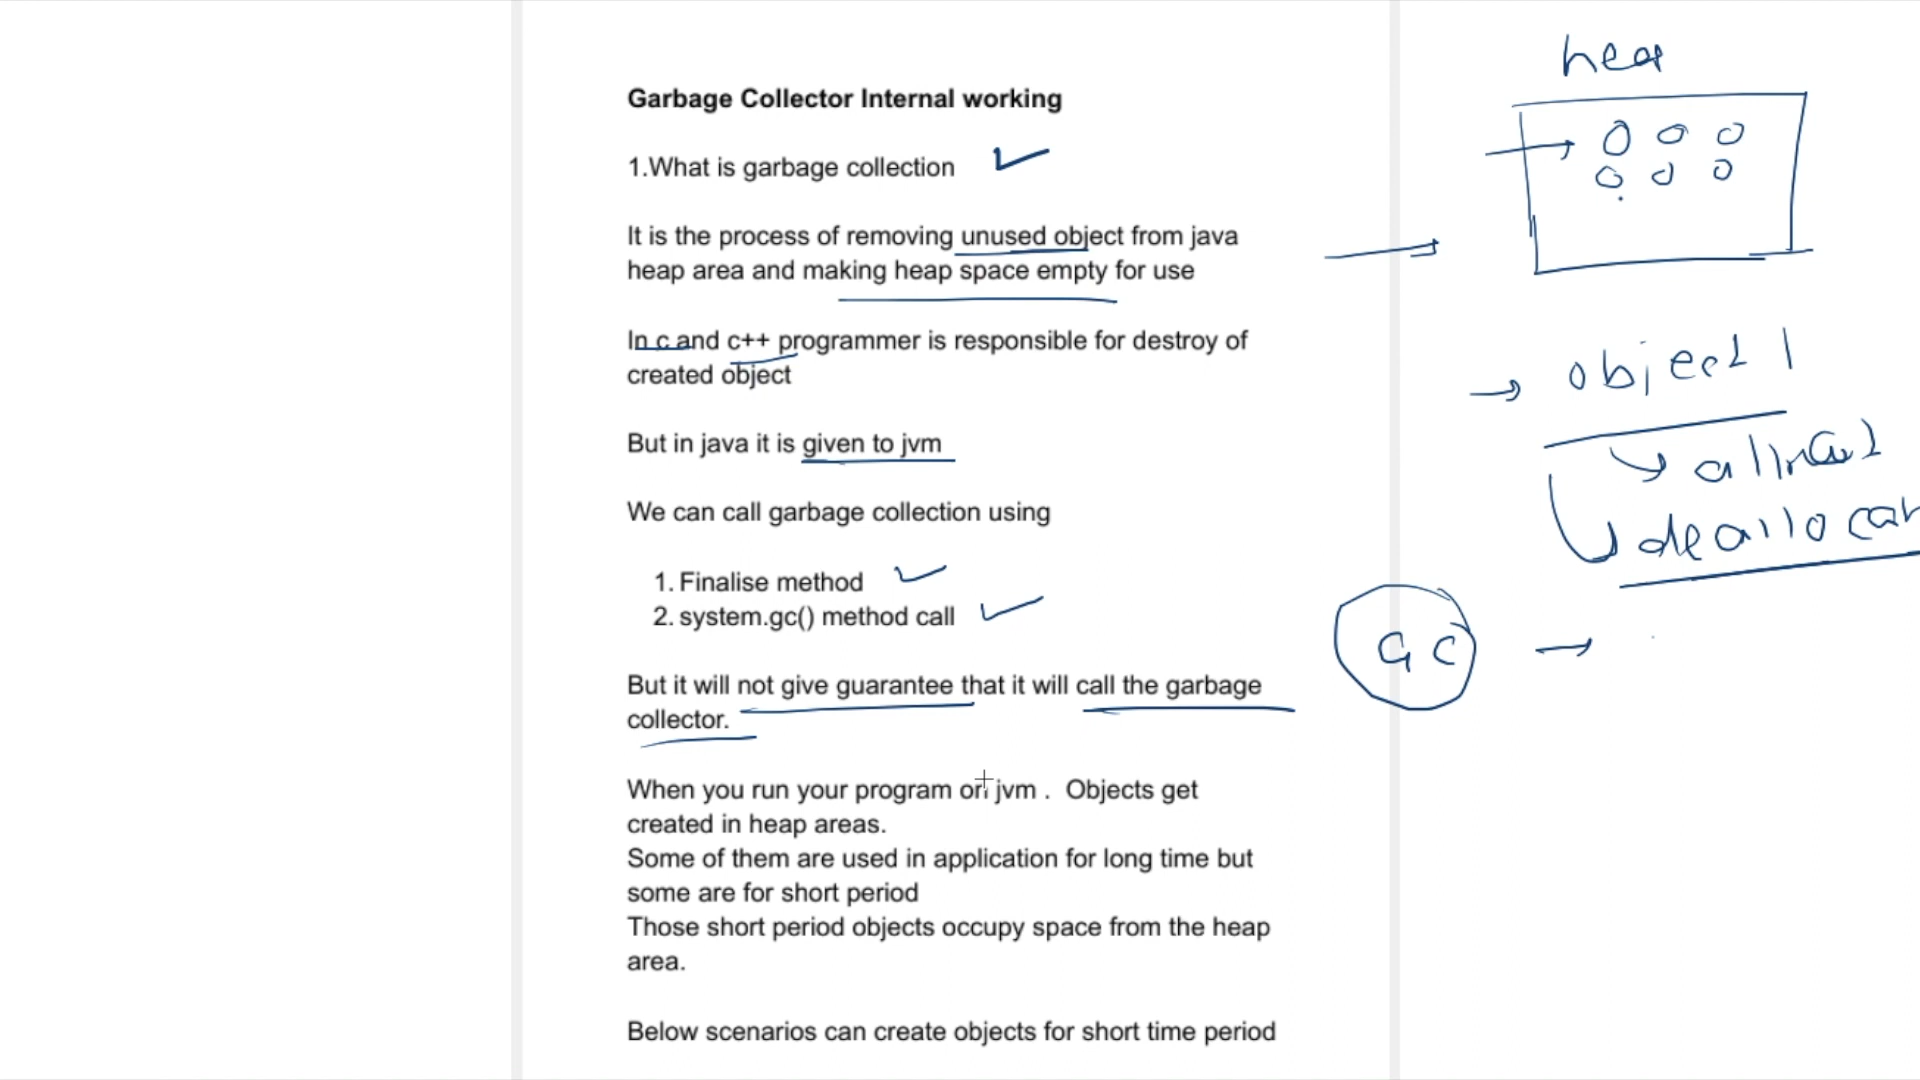 Garbage Collector Internal working
1.What is garbage collection
It is the process of removing unused object from java
heap area and making heap space empty for use
In c and c++ programmer is responsible for destroy of
created object
But in java it is given to jvm
We can call garbage collection using
1. Finalise method
2. system.gc() method call
But it will not give guarantee that it will call the garbage
collector.
When you run your program on jvm .  Objects get
created in heap areas.
Some of them are used in application for long time but
some are for short period
Those short period objects occupy space from the heap
area.
Below scenarios can create objects for short time period
heap
object 1
GC